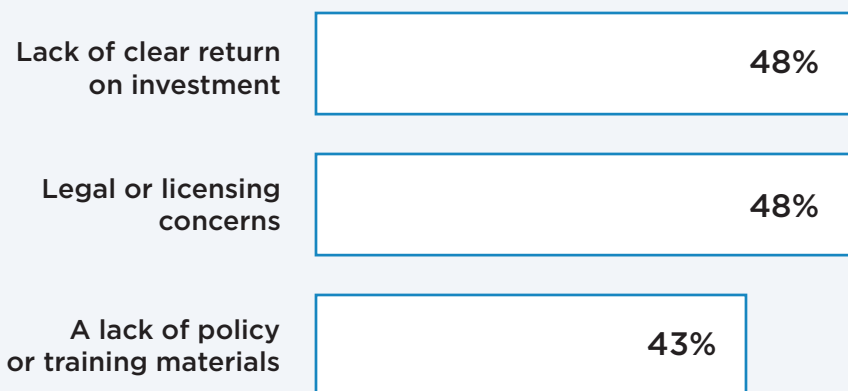 Lack of clear return
on investment
48%
Legal or licensing
concerns
48%
A lack of policy
or training materials
43%